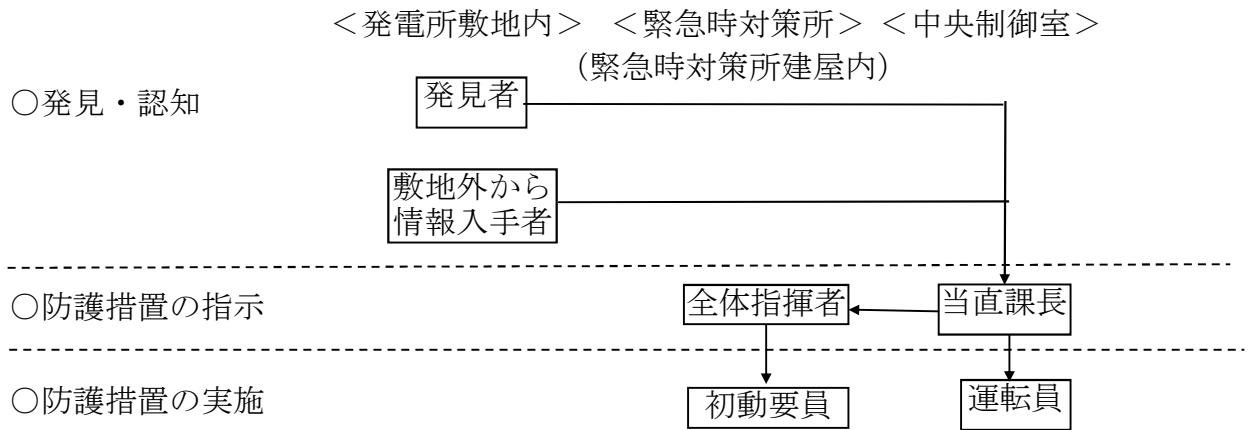 ＜発電所敷地内＞ ＜緊急時対策所＞ ＜中央制御室＞
（緊急時対策所建屋内）
○発見・認知
発見者
敷地外から
情報入手者
○防護措置の指示
全体指揮者
当直課長
○防護措置の実施
初動要員
運転員